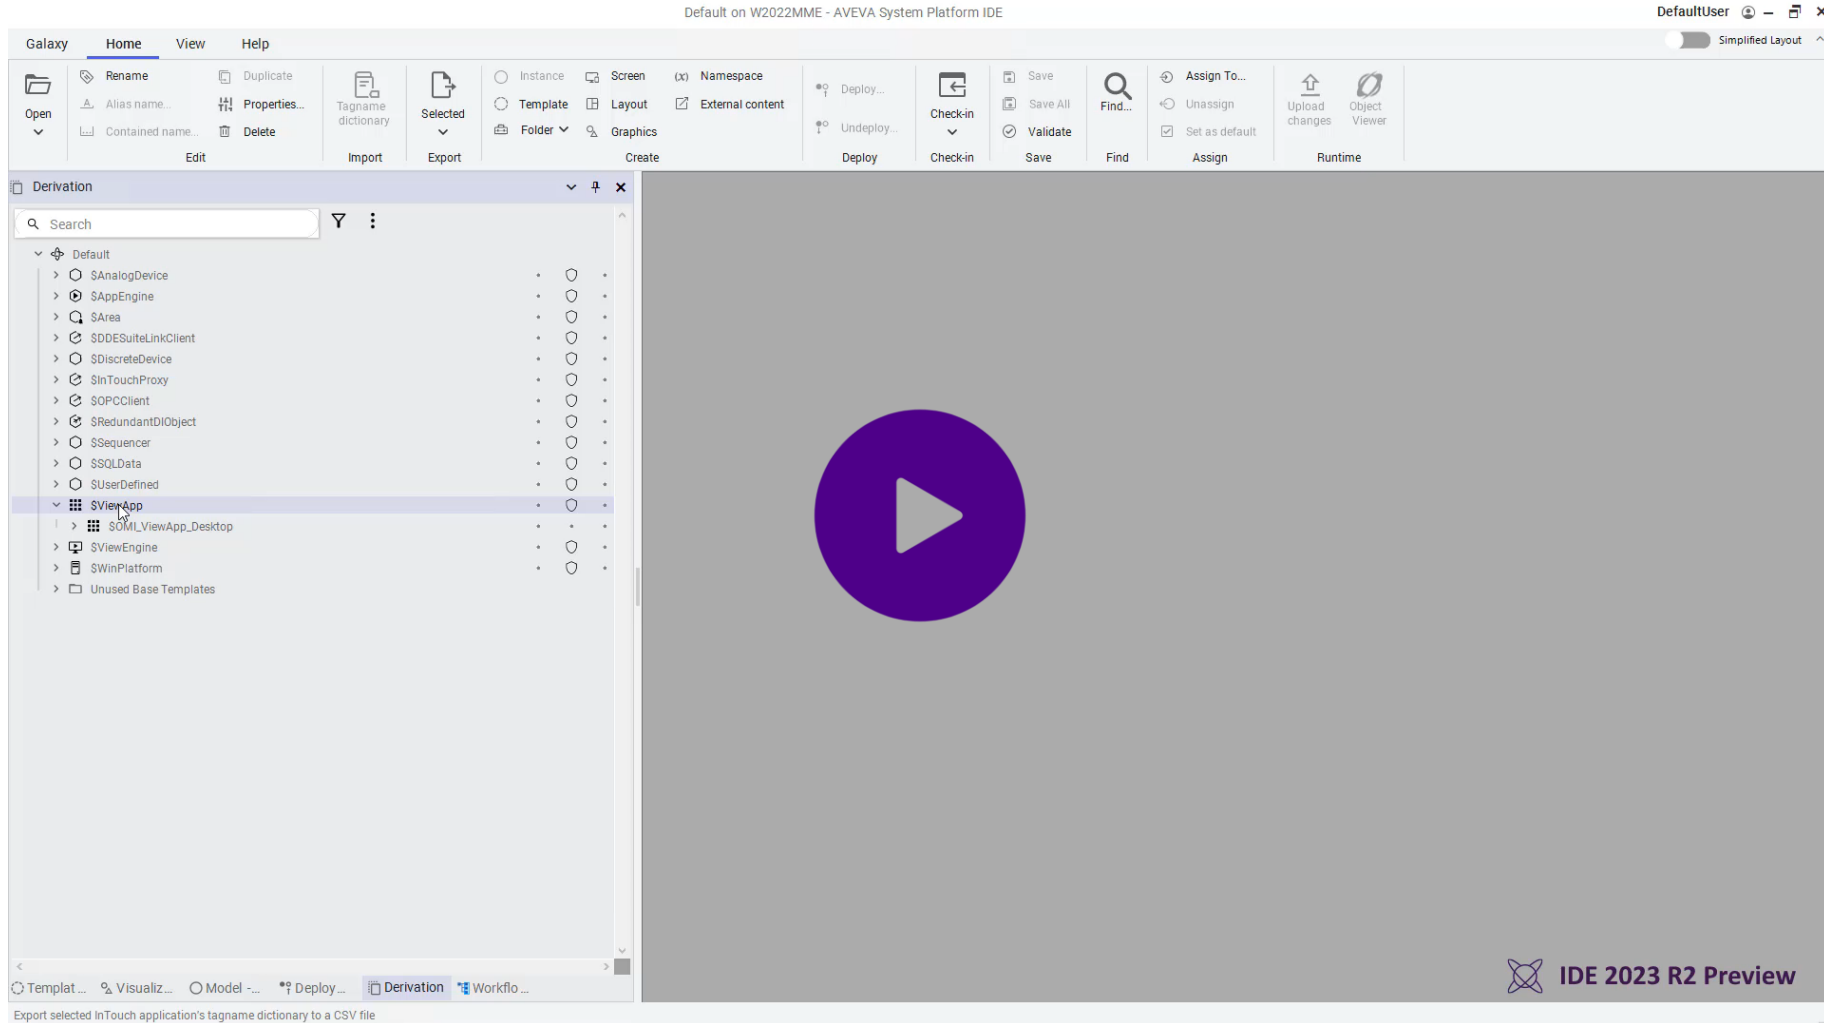 Default on W2022MME - AVEVA System Platform IDE
DefaultUser
Galaxy Home View Help
Simplified Layout
Open
Rename
Alias name...
Contained name...
Duplicate
Properties...
Delete
Edit
Tagname
dictionary
Import
Selected
Export
Instance
Template
Folder
Screen
Layout
Graphics
Namespace
External content
Create
Deploy...
Undeploy...
Deploy
Check-in
Check-in
Save
Save All
Validate
Save
Find...
Find
Assign To...
Unassign
Set as default
Assign
Upload
changes
Object
Viewer
Runtime
Derivation
Search
Default
$AnalogDevice
$AppEngine
$Area
$DDESuiteLinkClient
$DiscreteDevice
$InTouchProxy
$OPCClient
$RedundantDIObject
$Sequencer
$SQLData
$UserDefined
$ViewApp
$OMI_ViewApp_Desktop
$ViewEngine
$WinPlatform
Unused Base Templates
IDE 2023 R2 Preview
Templat... Visualiz... Model -... Deploy... Derivation Workflo...
Export selected InTouch application's tagname dictionary to a CSV file